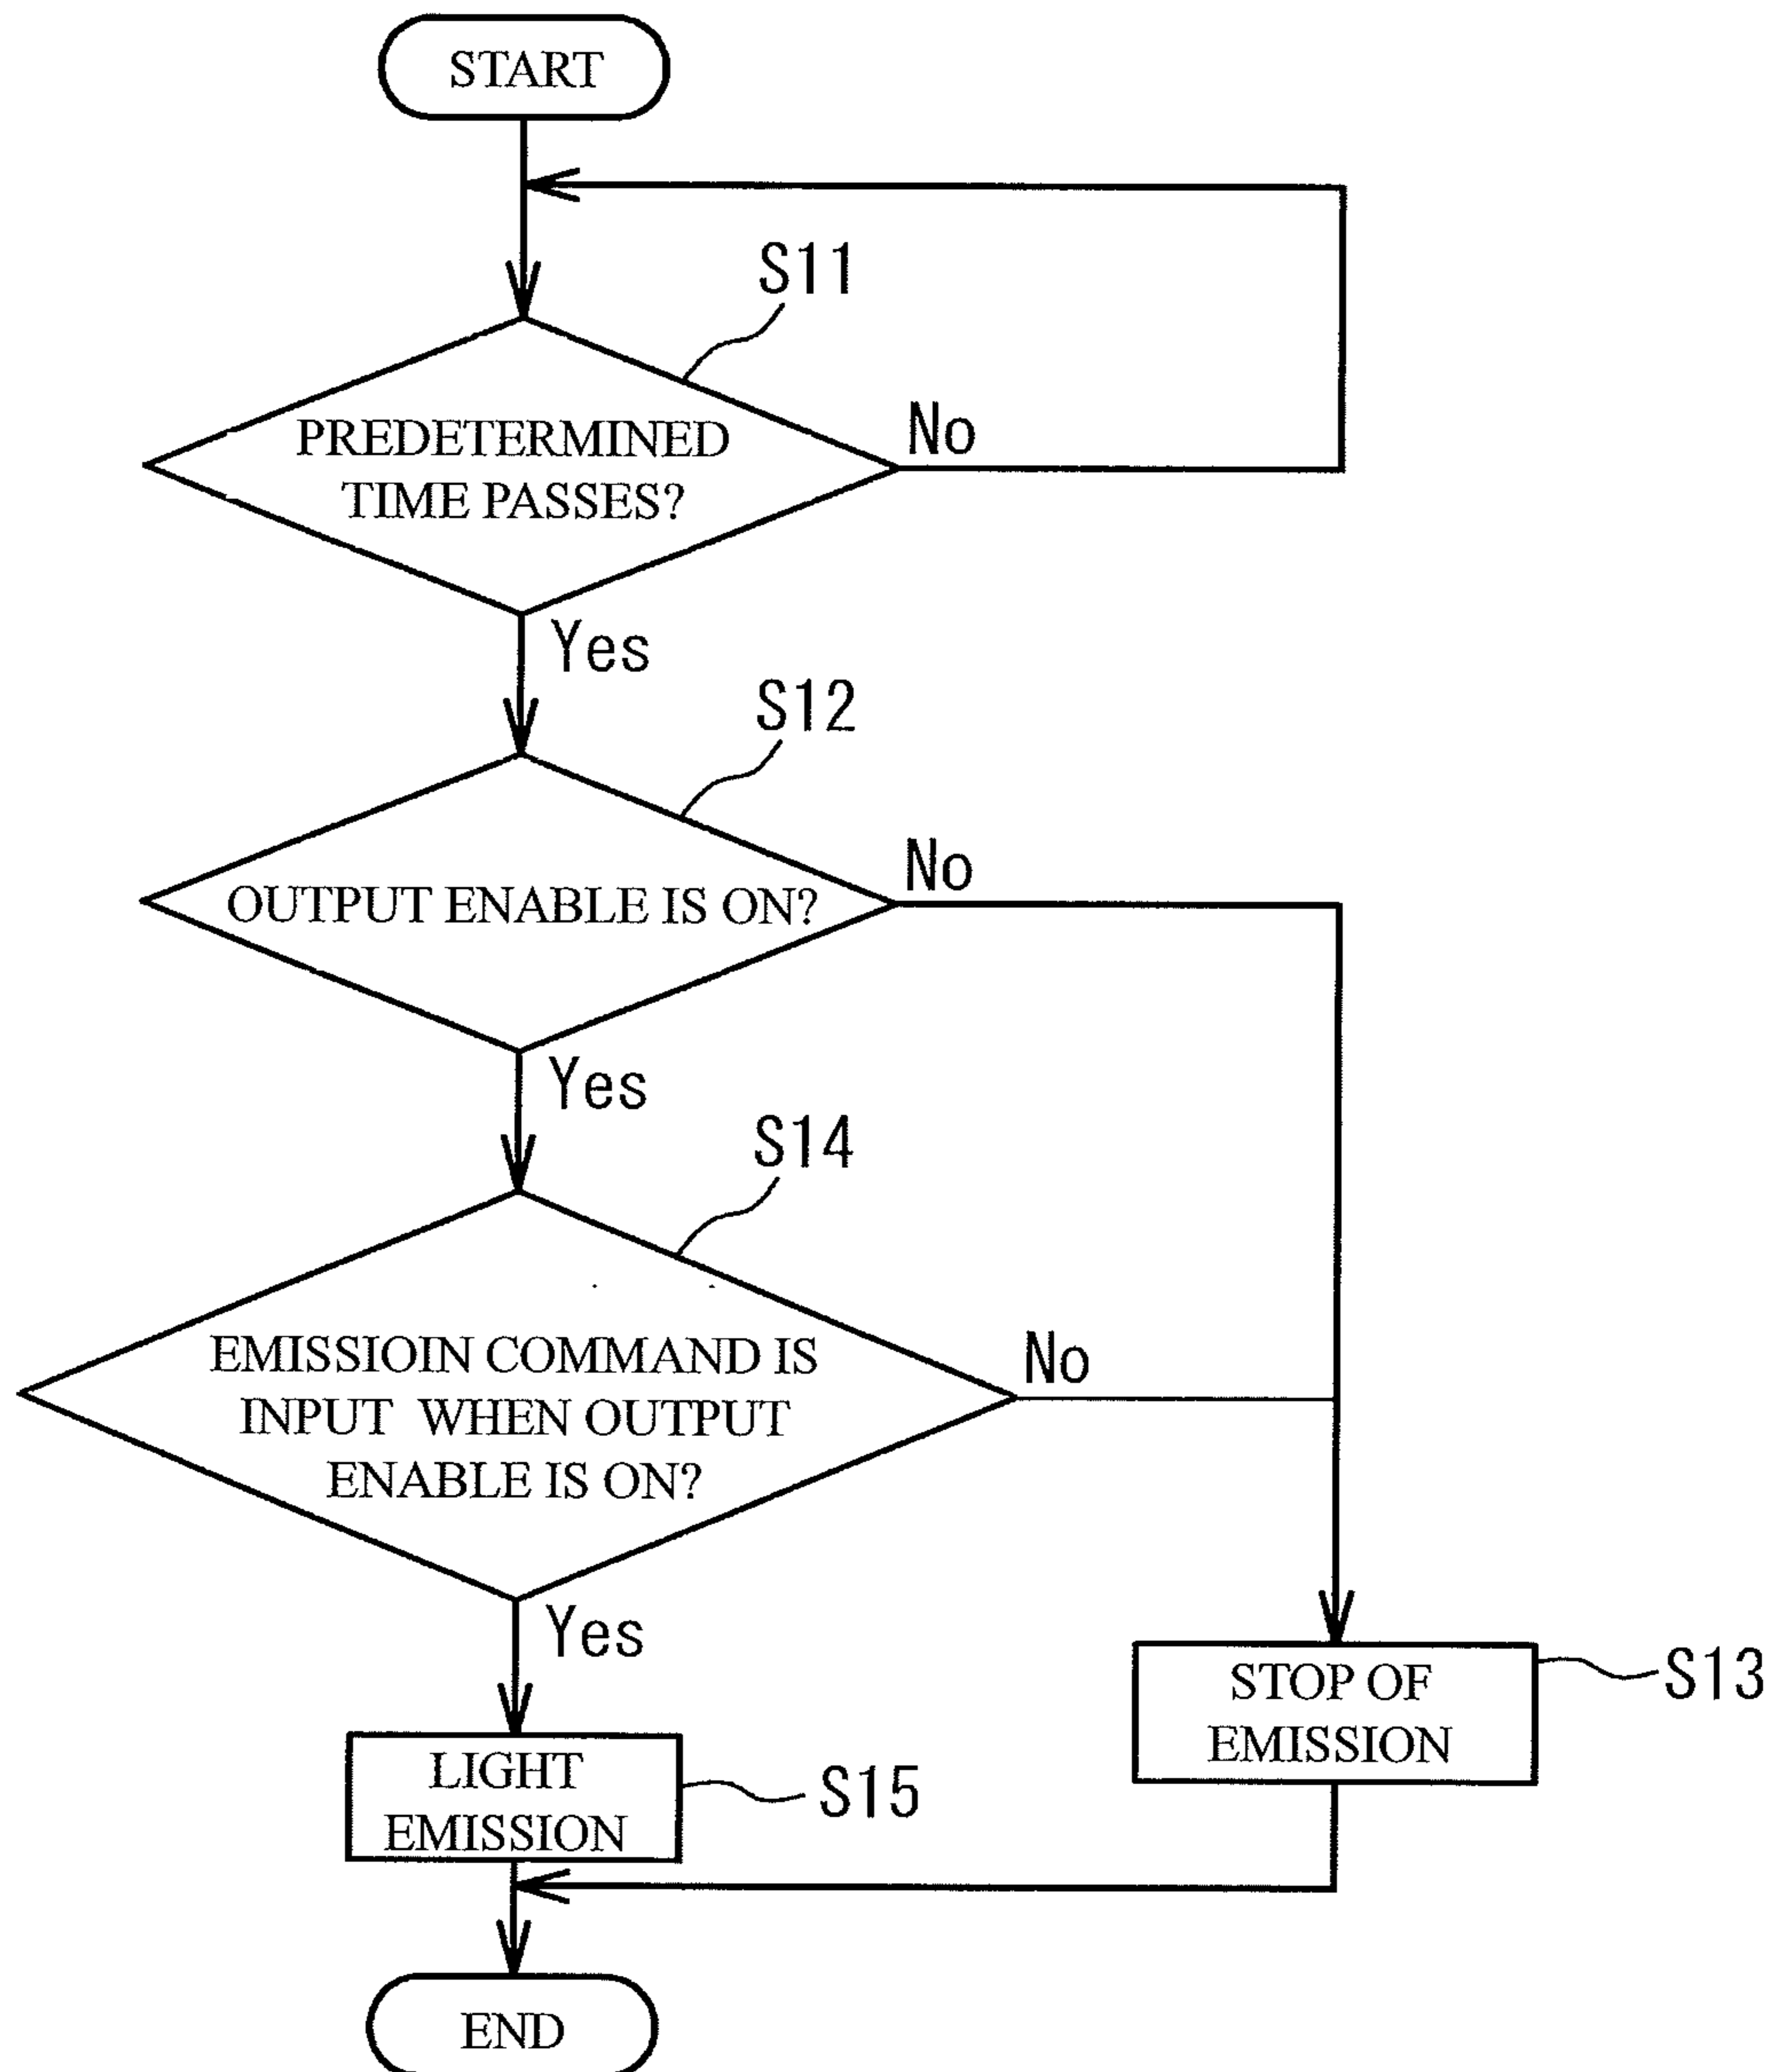 START
S11
PREDETERMINED
TIME PASSES?
No
Yes
S12
OUTPUT ENABLE IS ON?
No
Yes
S14
EMISSIOIN COMMAND IS
INPUT WHEN OUTPUT
ENABLE IS ON?
No
Yes
STOP OF
EMISSION
S13
LIGHT
EMISSION
S15
END